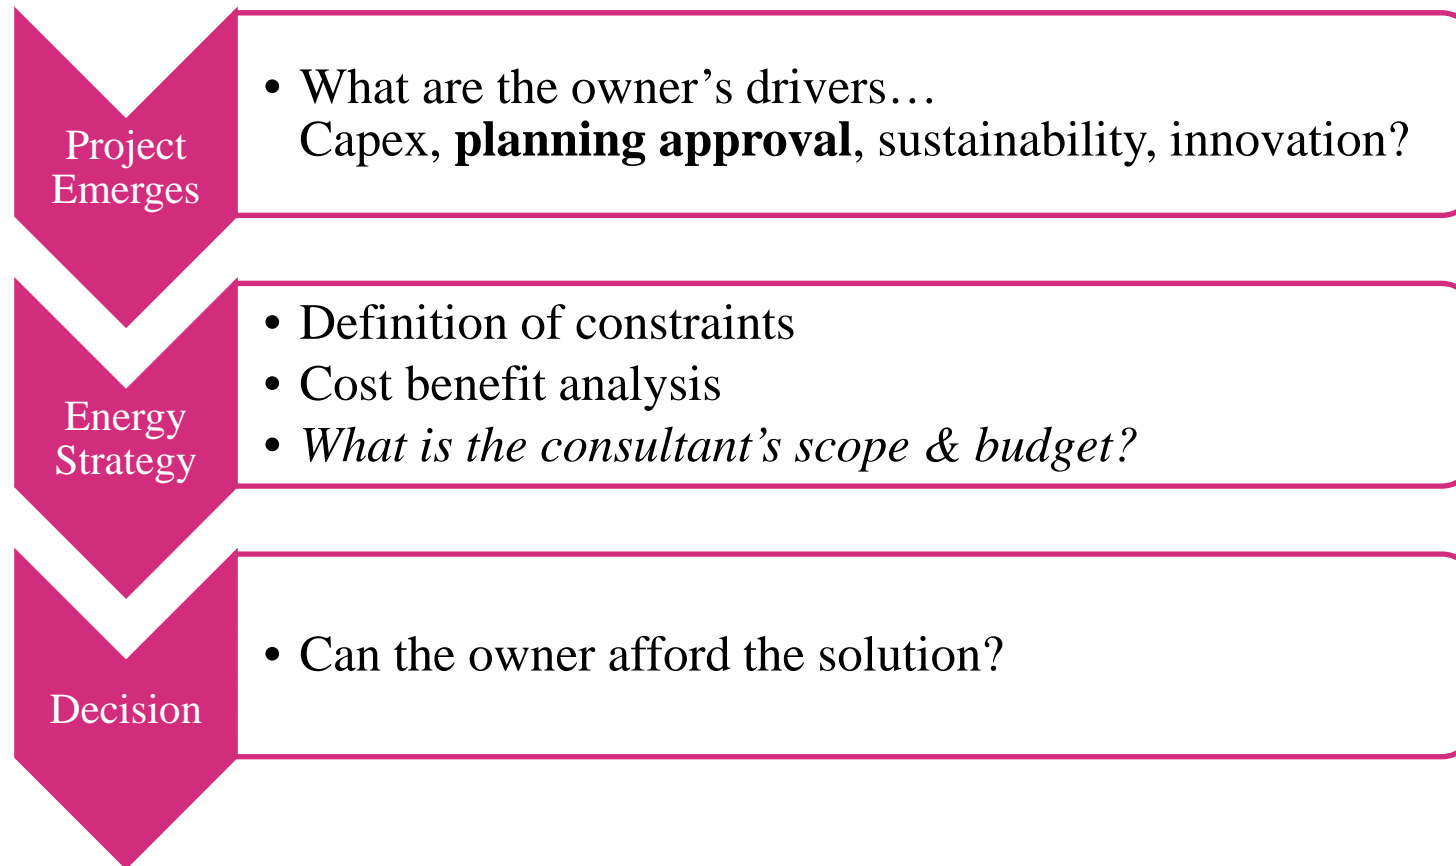 Project
Emerges
• What are the owner’s drivers…
Capex, planning approval, sustainability, innovation?
Energy
Strategy
• Definition of constraints
• Cost benefit analysis
• What is the consultant’s scope & budget?
Decision
• Can the owner afford the solution?